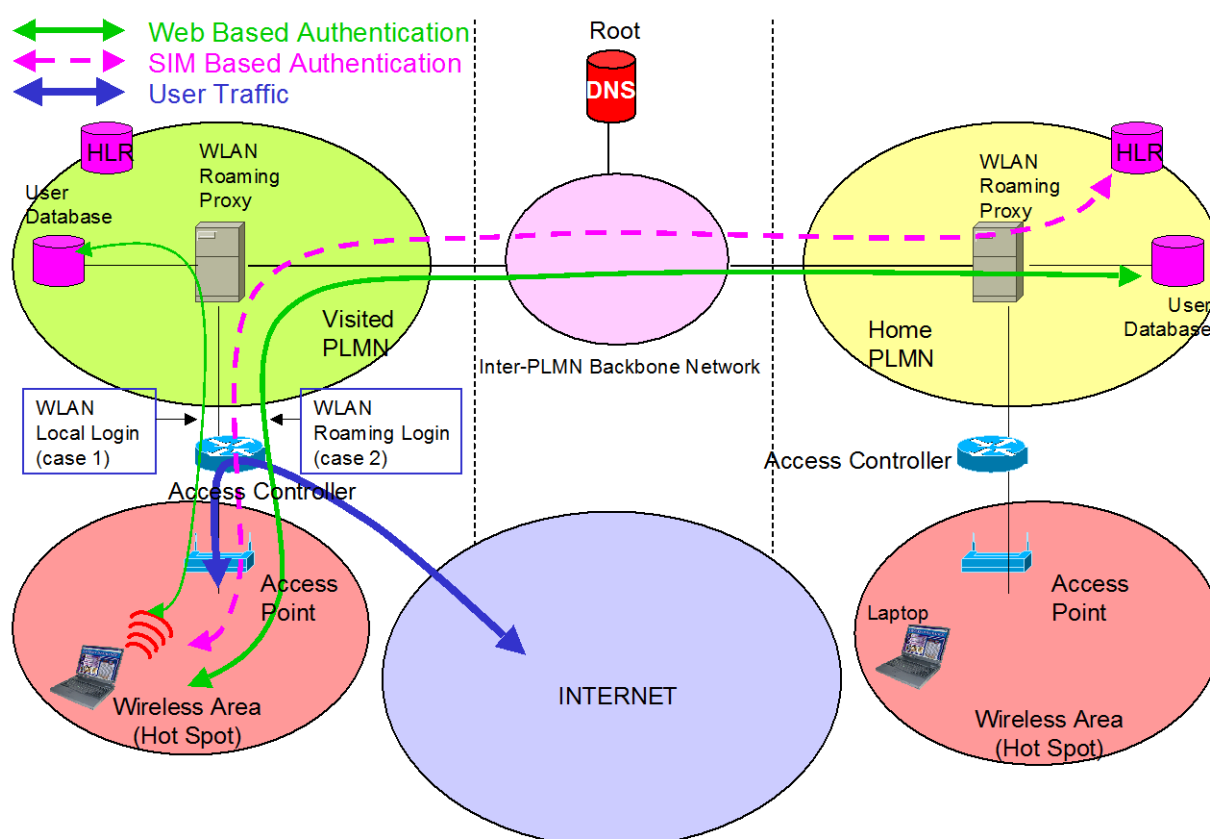 Web Based Authentication
SIM Based Authentication
User Traffic
Root
DNS
HLR
WLAN
Roaming
Proxy
User
Database
Visited
PLMN
Inter-PLMN Backbone Network
WLAN
Roaming
Proxy
HLR
User
Database
Home
PLMN
WLAN
Local Login
(case 1)
WLAN
Roaming Login
(case 2)
Access Controller
Access Controller
Access
Point
Wireless Area
(Hot Spot)
INTERNET
Laptop
Access
Point
Wireless Area
(Hot Spot)